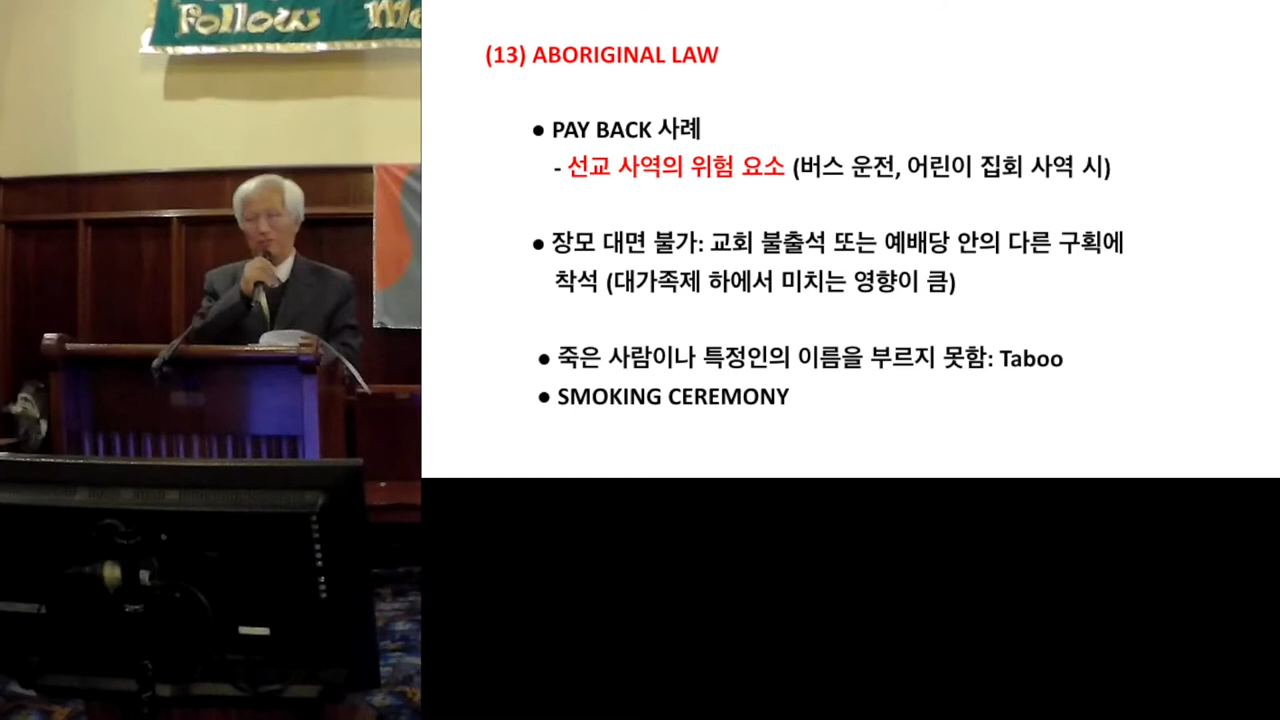 Follow Me
(13) ABORIGINAL LAW
● PAY BACK 사례
- 선교 사역의 위험 요소 (버스 운전, 어린이 집회 사역 시)
● 장모 대면 불가: 교회 불출석 또는 예배당 안의 다른 구획에
착석 (대가족제 하에서 미치는 영향이 큼)
● 죽은 사람이나 특정인의 이름을 부르지 못함: Taboo
● SMOKING CEREMONY